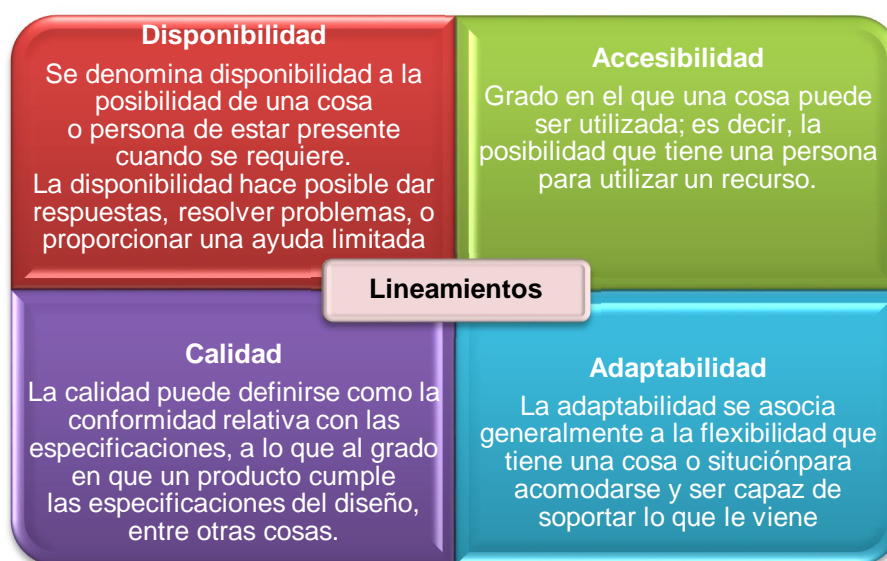 Disponibilidad
Se denomina disponibilidad a la
posibilidad de una cosa
o persona de estar presente
cuando se requiere.
La disponibilidad hace posible dar
respuestas, resolver problemas, o
proporcionar una ayuda limitada
Accesibilidad
Grado en el que una cosa puede
ser utilizada; es decir, la
posibilidad que tiene una persona
para utilizar un recurso.
Lineamientos
Calidad
La calidad puede definirse como la
conformidad relativa con las
especificaciones, a lo que al grado
en que un producto cumple
las especificaciones del diseño,
entre otras cosas.
Adaptabilidad
La adaptabilidad se asocia
generalmente a la flexibilidad que
tiene una cosa o situciónpara
acomodarse y ser capaz de
soportar lo que le viene